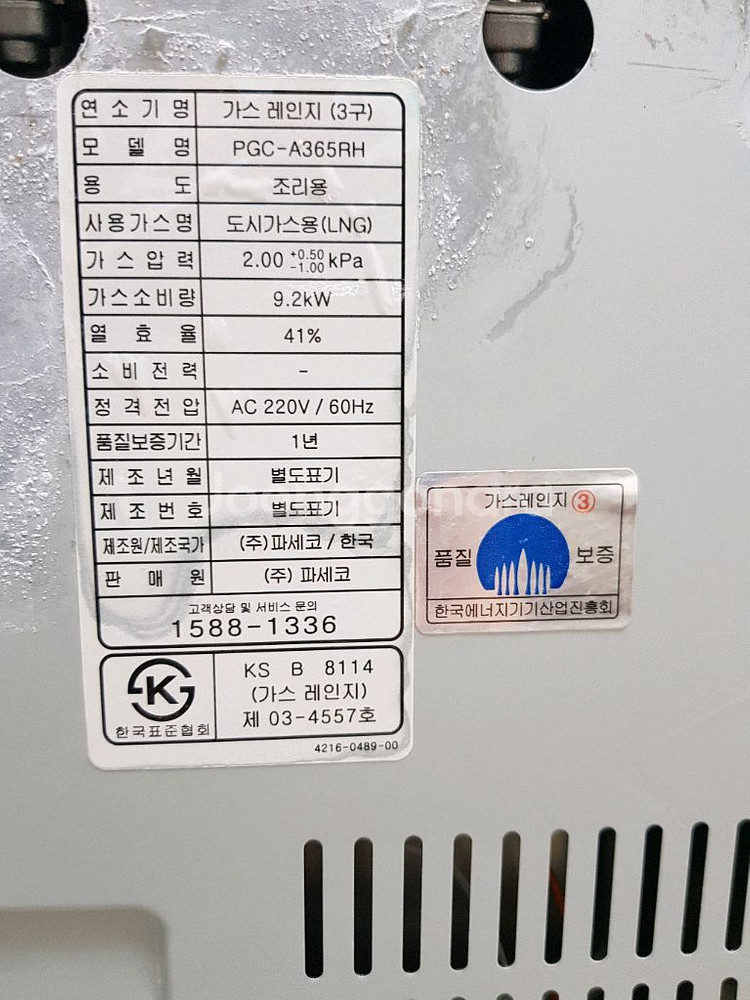 연소기명 가스 레인지 (3구)
모델명 PGC-A365RH
용도 조리용
사용가스명 도시가스용(LNG)
가스압력 2.00 +0.50 -1.00 kPa
가스소비량 9.2kW
열효율 41%
소비전력 -
정격전압 AC 220V / 60Hz
품질보증기간 1년
제조년월 별도표기
제조번호 별도표기
제조원/제조국가 (주)파세코 / 한국
판매원 (주) 파세코
고객상담 및 서비스 문의
1588-1336
KS B 8114
(가스 레인지)
제 03-4557호
한국표준협회
4216-0489-00
가스레인지 3
품질 보증
한국에너지기기산업진흥회